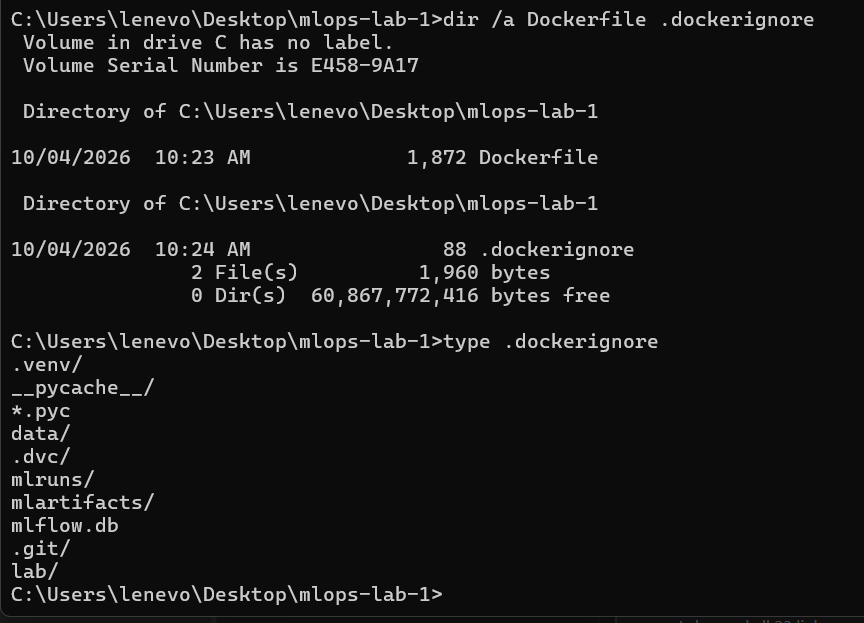 C:\Users\lenevo\Desktop\mlops-lab-1>dir /a Dockerfile .dockerignore
 Volume in drive C has no label.
 Volume Serial Number is E458-9A17

 Directory of C:\Users\lenevo\Desktop\mlops-lab-1

10/04/2026  10:23 AM             1,872 Dockerfile

 Directory of C:\Users\lenevo\Desktop\mlops-lab-1

10/04/2026  10:24 AM                88 .dockerignore
               2 File(s)          1,960 bytes
               0 Dir(s)  60,867,772,416 bytes free

C:\Users\lenevo\Desktop\mlops-lab-1>type .dockerignore
.venv/
__pycache__/
*.pyc
data/
.dvc/
mlruns/
mlartifacts/
mlflow.db
.git/
lab/
C:\Users\lenevo\Desktop\mlops-lab-1>